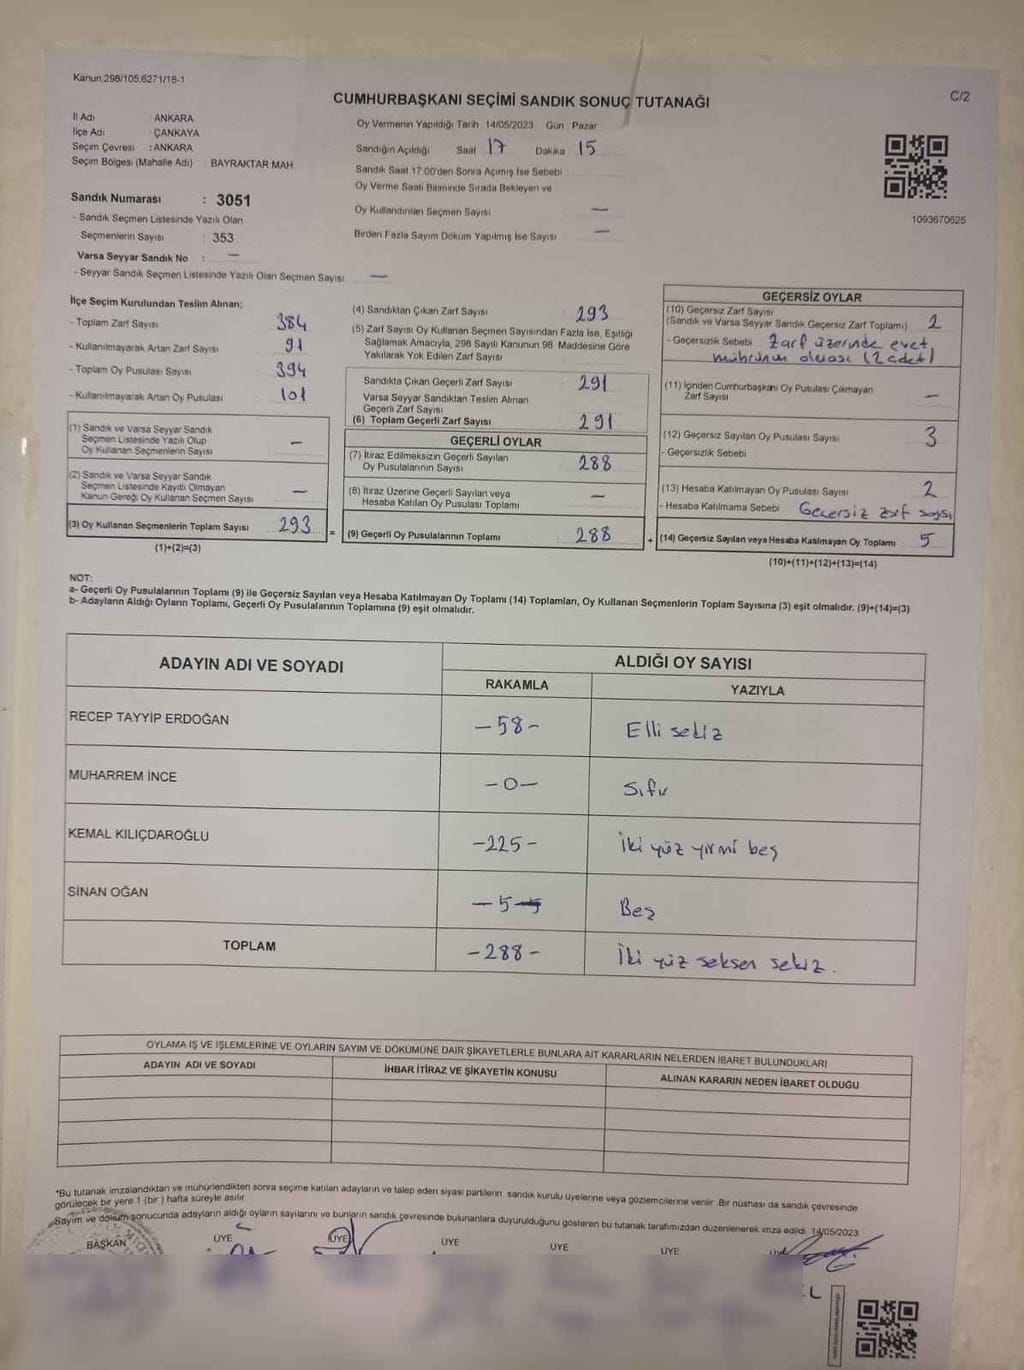 Kanun:298/105,6271/18-1
CUMHURBAŞKANI SEÇİMİ SANDIK SONUÇ TUTANAĞI
C/2
İl Adı ANKARA
İlçe Adı : ÇANKAYA
Seçim Çevresi : ANKARA
Seçim Bölgesi (Mahalle Adı) : BAYRAKTAR MAH
Sandık Numarası : 3051
- Sandık Seçmen Listesinde Yazılı Olan
Seçmenlerin Sayısı : 353
Varsa Seyyar Sandık No : —
- Seyyar Sandık Seçmen Listesinde Yazılı Olan Seçmen Sayısı —
Oy Vermenin Yapıldığı Tarih 14/05/2023 Gün : Pazar
Sandığın Açıldığı Saat 17 Dakika 15
Sandık Saat 17:00'den Sonra Açımış İse Sebebi
Oy Verme Saati Bitiminde Sırada Bekleyen ve
Oy Kullandırılan Seçmen Sayısı —
Birden Fazla Sayım Döküm Yapılmış İse Sayısı —
1093670625
İlçe Seçim Kurulundan Teslim Alınan;
- Toplam Zarf Sayısı 384
- Kullanılmayarak Artan Zarf Sayısı 91
- Toplam Oy Pusulası Sayısı 394
- Kullanılmayarak Artan Oy Pusulası 101
(1) Sandık ve Varsa Seyyar Sandık
Seçmen Listesinde Yazılı Olup
Oy Kullanan Seçmenlerin Sayısı —
(2) Sandık ve Varsa Seyyar Sandık
Seçmen Listesinde Kayıtlı Olmayan
Kanun Gereği Oy Kullanan Seçmen Sayısı —
(3) Oy Kullanan Seçmenlerin Toplam Sayısı 293 =
(1)+(2)=(3)
(4) Sandıktan Çıkan Zarf Sayısı 293
(5) Zarf Sayısı Oy Kullanan Seçmen Sayısından Fazla İse, Eşitliği
Sağlamak Amacıyla, 298 Sayılı Kanunun 98. Maddesine Göre
Yakılarak Yok Edilen Zarf Sayısı
Sandıkta Çıkan Geçerli Zarf Sayısı 291
Varsa Seyyar Sandıktan Teslim Alınan
Geçerli Zarf Sayısı
(6) Toplam Geçerli Zarf Sayısı 291
GEÇERLİ OYLAR
(7) İtiraz Edilmeksizin Geçerli Sayılan
Oy Pusulalarının Sayısı 288
(8) İtiraz Üzerine Geçerli Sayılan veya
Hesaba Katılan Oy Pusulası Toplamı —
(9) Geçerli Oy Pusulalarının Toplamı 288 +
GEÇERSİZ OYLAR
(10) Geçersiz Zarf Sayısı
(Sandık ve Varsa Seyyar Sandık Geçersiz Zarf Toplamı) 2
- Geçersizlik Sebebi Zarf üzerinde evet
mührünün olması (2 adet)
(11) İçinden Cumhurbaşkanı Oy Pusulası Çıkmayan
Zarf Sayısı —
(12) Geçersiz Sayılan Oy Pusulası Sayısı 3
- Geçersizlik Sebebi
(13) Hesaba Katılmayan Oy Pusulası Sayısı 2
- Hesaba Katılmama Sebebi Geçersiz zarf sayısı
(14) Geçersiz Sayılan veya Hesaba Katılmayan Oy Toplamı 5
(10)+(11)+(12)+(13)=(14)
NOT:
a- Geçerli Oy Pusulalarının Toplamı (9) ile Geçersiz Sayılan veya Hesaba Katılmayan Oy Toplamı (14) Toplamları, Oy Kullanan Seçmenlerin Toplam Sayısına (3) eşit olmalıdır. (9)+(14)=(3)
b- Adayların Aldığı Oyların Toplamı, Geçerli Oy Pusulalarının Toplamına (9) eşit olmalıdır.
ADAYIN ADI VE SOYADI ALDIĞI OY SAYISI
RAKAMLA YAZIYLA
RECEP TAYYİP ERDOĞAN -58- Elli sekiz
MUHARREM İNCE -0- Sıfır
KEMAL KILIÇDAROĞLU -225- İki yüz yirmi beş
SİNAN OĞAN -5- Beş
TOPLAM -288- İki yüz seksen sekiz.
OYLAMA İŞ VE İŞLEMLERİNE VE OYLARIN SAYIM VE DÖKÜMÜNE DAİR ŞİKAYETLERLE BUNLARA AİT KARARLARIN NELERDEN İBARET BULUNDUKLARI
ADAYIN ADI VE SOYADI İHBAR İTİRAZ VE ŞİKAYETİN KONUSU ALINAN KARARIN NEDEN İBARET OLDUĞU
*Bu tutanak imzalandıktan ve mühürlendikten sonra seçime katılan adayların ve talep eden siyasi partilerin sandık kurulu üyelerine veya gözlemcilerine verilir. Bir nüshası da sandık çevresinde
görülecek bir yere 1 (bir) hafta süreyle asılır.
Sayım ve döküm sonucunda adayların aldığı oyların sayılarını ve bunların sandık çevresinde bulunanlara duyurulduğunu gösteren bu tutanak tarafımızdan düzenlenerek imza edildi. 14/05/2023
BAŞKAN ÜYE ÜYE ÜYE ÜYE ÜYE